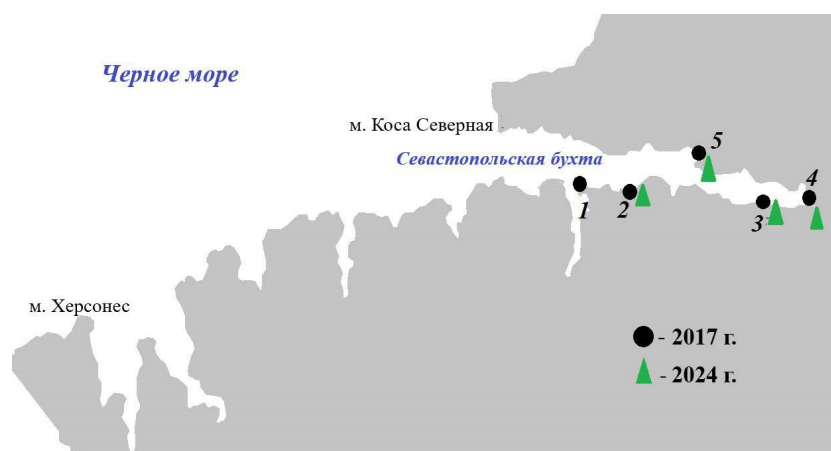 Черное море
м. Коса Северная
5
Севастопольская бухта
4
1
2
3
м. Херсонес
- 2017 г.
- 2024 г.